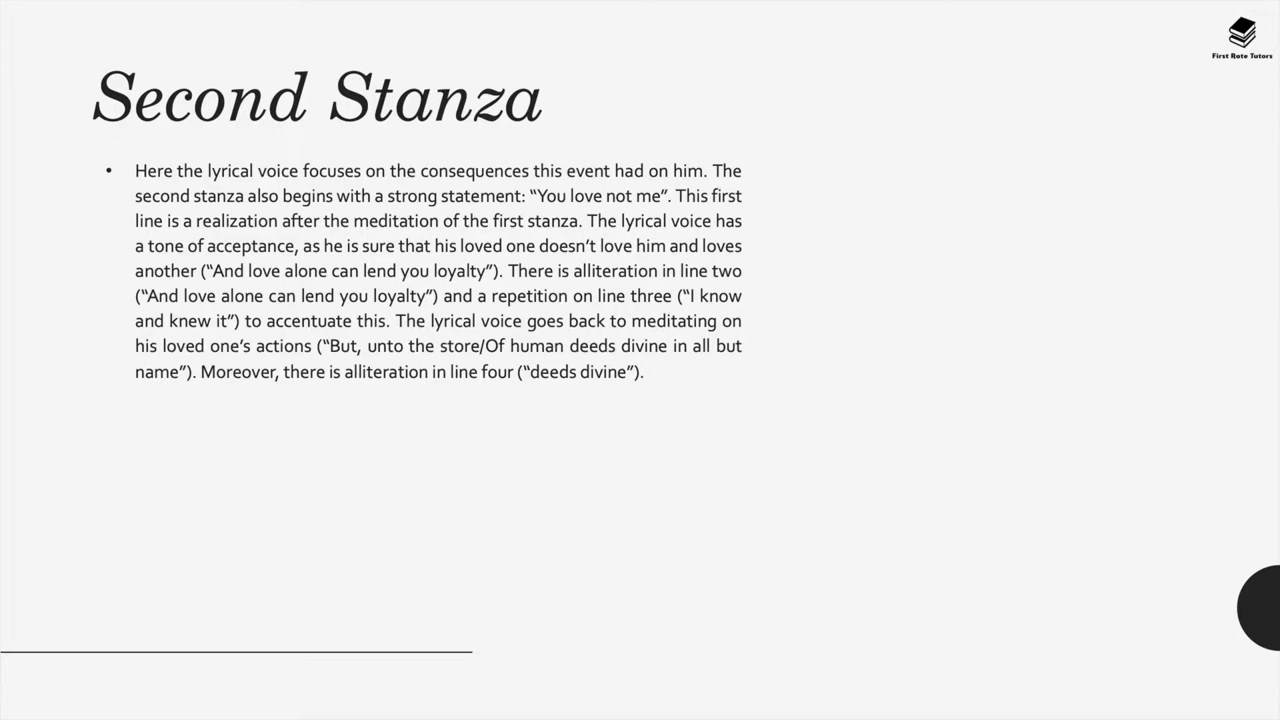 First Rate Tutors
Second Stanza
• Here the lyrical voice focuses on the consequences this event had on him. The
second stanza also begins with a strong statement: “You love not me”. This first
line is a realization after the meditation of the first stanza. The lyrical voice has
a tone of acceptance, as he is sure that his loved one doesn’t love him and loves
another (“And love alone can lend you loyalty”). There is alliteration in line two
(“And love alone can lend you loyalty”) and a repetition on line three (“I know
and knew it”) to accentuate this. The lyrical voice goes back to meditating on
his loved one’s actions (“But, unto the store/Of human deeds divine in all but
name”). Moreover, there is alliteration in line four (“deeds divine”).